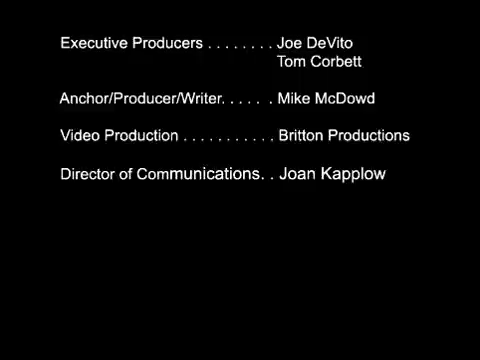 Executive Producers . . . . . . . . Joe DeVito
Tom Corbett
Anchor/Producer/Writer. . . . . . Mike McDowd
Video Production . . . . . . . . . . . Britton Productions
Director of Communications. . Joan Kapplow